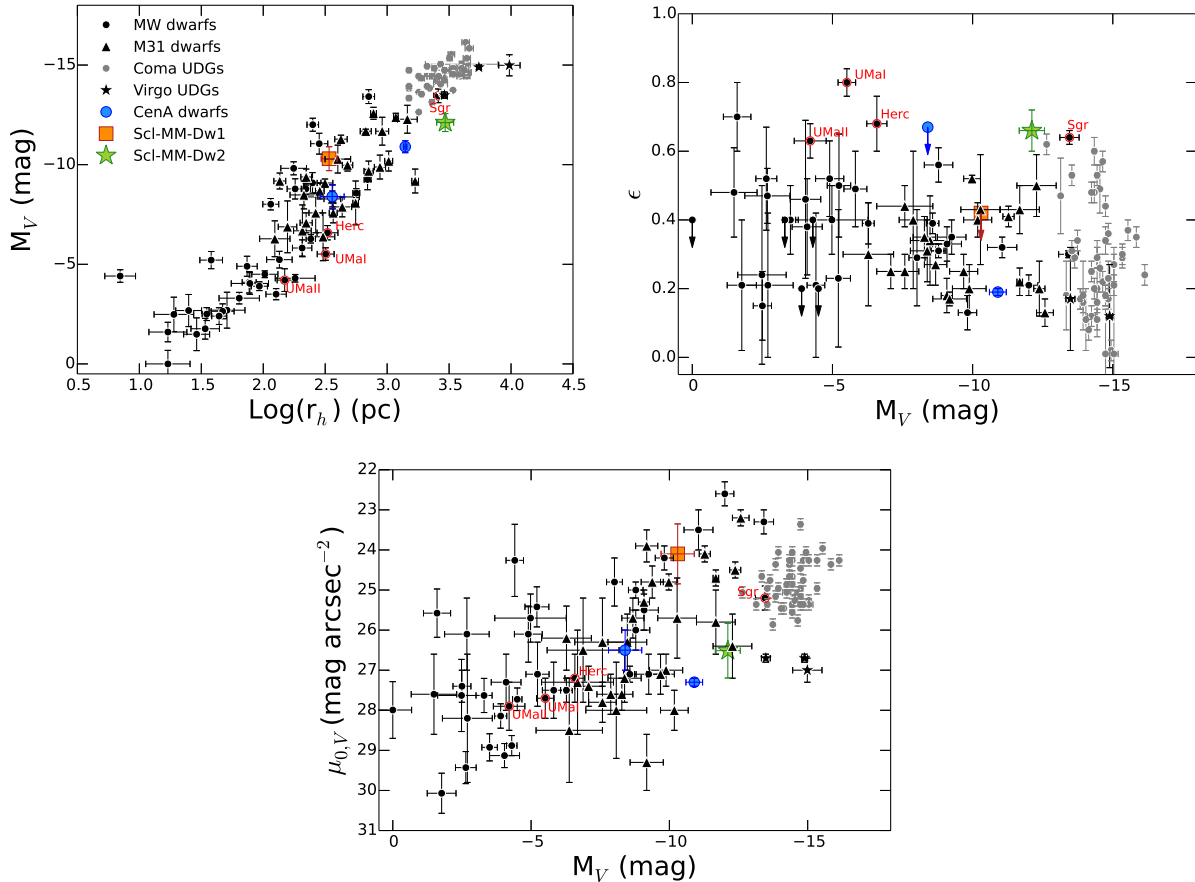 MW dwarfs
M31 dwarfs
Coma UDGs
Virgo UDGs
CenA dwarfs
Scl-MM-Dw1
Scl-MM-Dw2
Sgr
Herc
UMaI
UMaII
−15
−10
−5
0
M_V (mag)
0.5 1.0 1.5 2.0 2.5 3.0 3.5 4.0 4.5
Log(r_h) (pc)
UMaI
Herc
UMaII
Sgr
0.0
0.2
0.4
0.6
0.8
1.0
ϵ
0 −5 −10 −15
M_V (mag)
22
23
24
25
26
27
28
29
30
31
μ_{0,V} (mag arcsec^{−2})
Sgr
Herc
UMaI
UMaI
0 −5 −10 −15
M_V (mag)